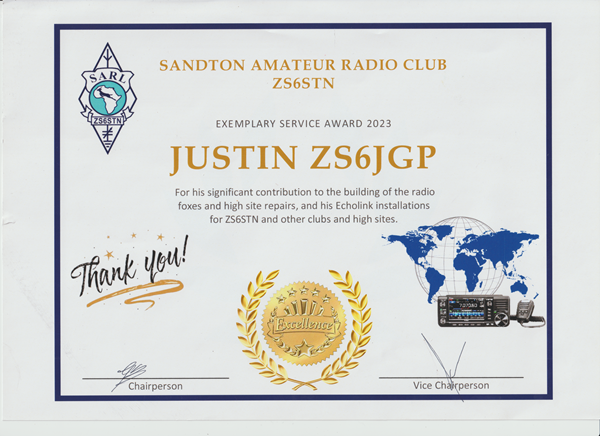 SANDTON AMATEUR RADIO CLUB
ZS6STN
SARL
ZS6STN
EXEMPLARY SERVICE AWARD 2023
JUSTIN ZS6JGP
For his significant contribution to the building of the radio
foxes and high site repairs, and his Echolink installations
for ZS6STN and other clubs and high sites.
Thank you!
Excellence
Chairperson
Vice Chairperson